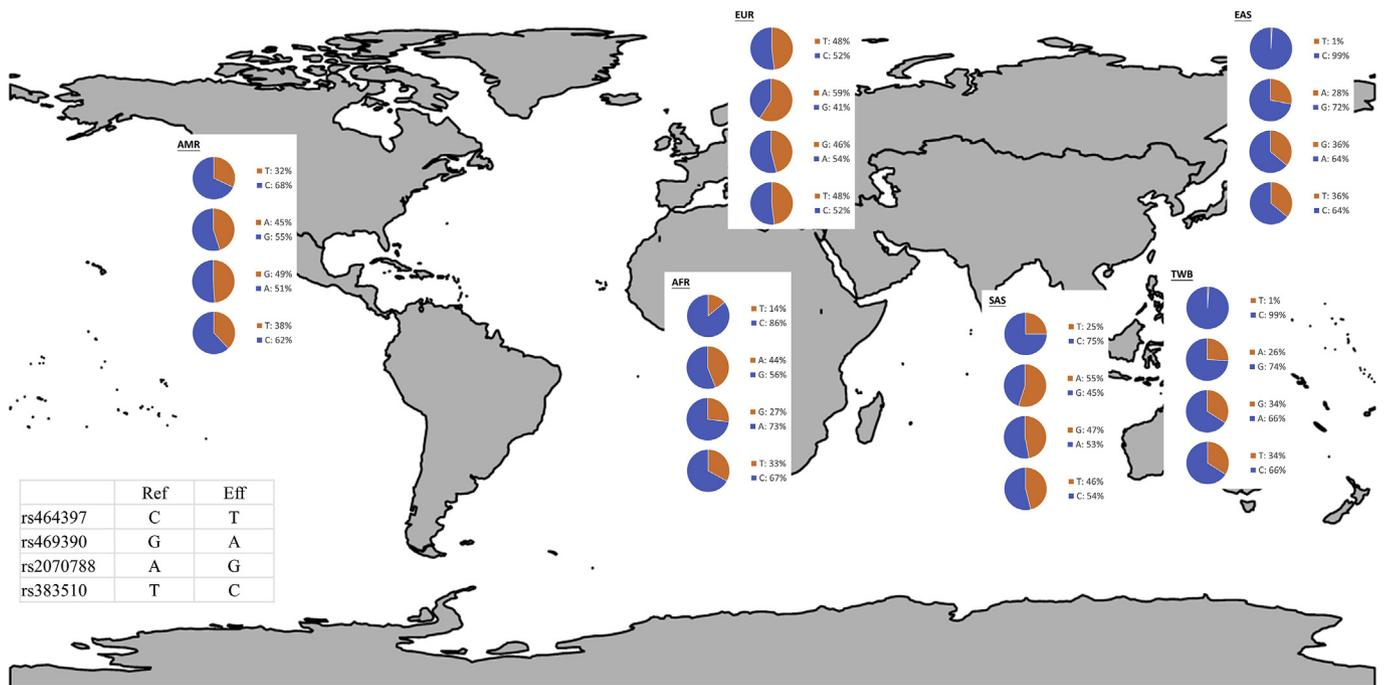 EUR
T: 48%
C: 52%
A: 59%
G: 41%
G: 46%
A: 54%
T: 48%
C: 52%
EAS
T: 1%
C: 99%
A: 28%
G: 72%
G: 36%
A: 64%
T: 36%
C: 64%
AMR
T: 32%
C: 68%
A: 45%
G: 55%
G: 49%
A: 51%
T: 38%
C: 62%
AFR
T: 14%
C: 86%
A: 44%
G: 56%
G: 27%
A: 73%
T: 33%
C: 67%
SAS
T: 25%
C: 75%
A: 55%
G: 45%
G: 47%
A: 53%
T: 46%
C: 54%
TWB
T: 1%
C: 99%
A: 26%
G: 74%
G: 34%
A: 66%
T: 34%
C: 66%
Ref Eff
rs464397 C T
rs469390 G A
rs2070788 A G
rs383510 T C